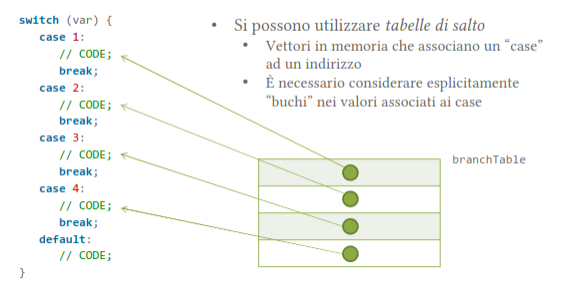 switch (var) {
case 1:
// CODE;
break;
case 2:
// CODE;
break;
case 3:
// CODE;
break;
case 4:
// CODE;
break;
default:
// CODE;
}
• Si possono utilizzare tabelle di salto
• Vettori in memoria che associano un “case”
ad un indirizzo
• È necessario considerare esplicitamente
“buchi” nei valori associati ai case
branchTable